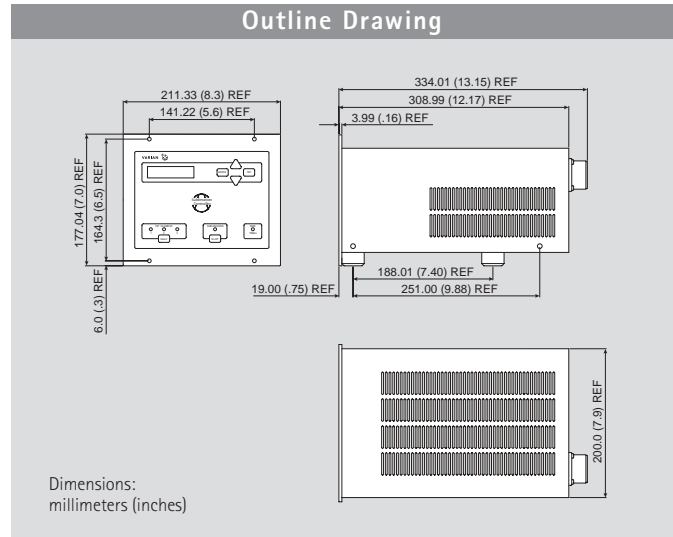 Outline Drawing
211.33 (8.3) REF
141.22 (5.6) REF
177.04 (7.0) REF
164.3 (6.5) REF
6.0 (.3) REF
VARIAN
334.01 (13.15) REF
308.99 (12.17) REF
3.99 (.16) REF
188.01 (7.40) REF
19.00 (.75) REF
251.00 (9.88) REF
200.0 (7.9) REF
Dimensions:
millimeters (inches)